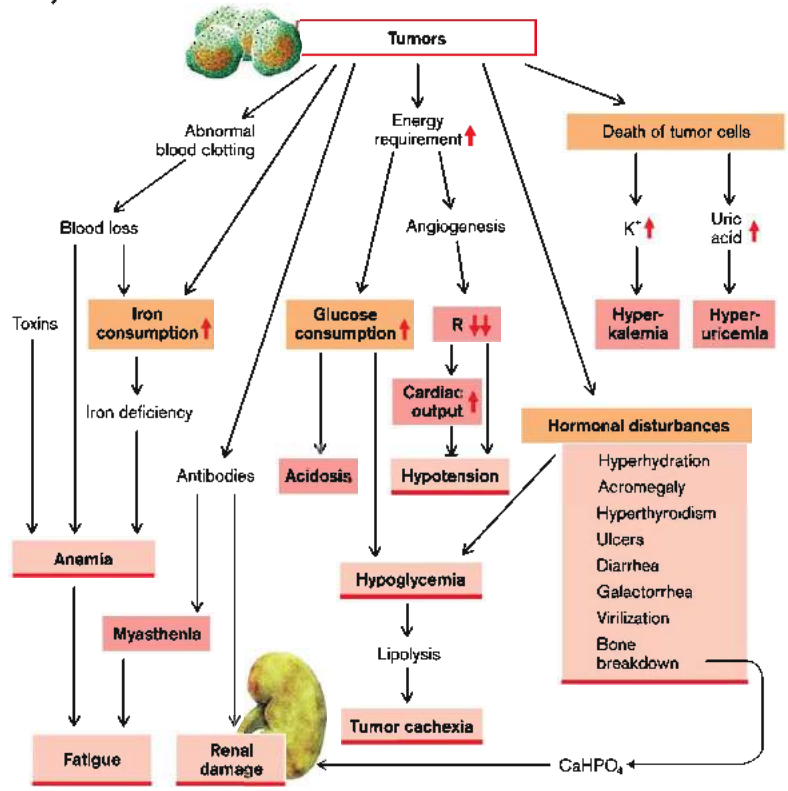 Tumors
Abnormal
blood clotting
Energy
requirement
Death of tumor cells
Blood loss
Angiogenesis
K+
Uric
acid
Toxins
Iron
consumption
Glucose
consumption
R
Hyper-
kalemia
Hyper-
uricemia
Iron deficiency
Cardiac
output
Hormonal disturbances
Antibodies
Acidosis
Hypotension
Hyperhydration
Acromegaly
Hyperthyroidism
Ulcers
Diarrhea
Galactorrhea
Virilization
Bone
breakdown
Anemia
Hypoglycemia
Myasthenia
Lipolysis
Fatigue
Renal
damage
Tumor cachexia
CaHPO₄